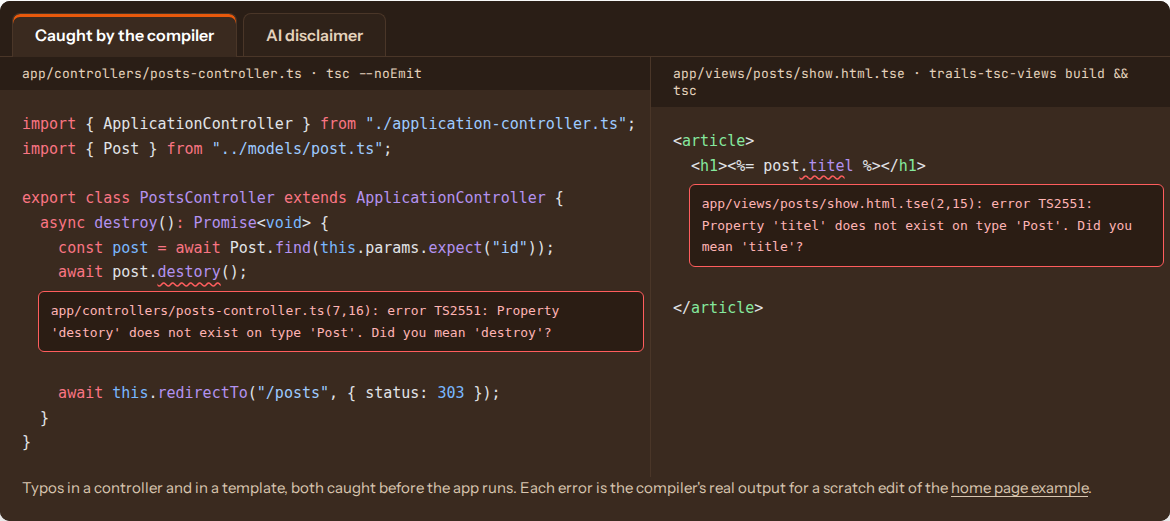 Caught by the compiler
AI disclaimer
app/controllers/posts-controller.ts · tsc --noEmit
import { ApplicationController } from "./application-controller.ts";
import { Post } from "../models/post.ts";
export class PostsController extends ApplicationController {
async destroy(): Promise<void> {
const post = await Post.find(this.params.expect("id"));
await post.destory();
app/controllers/posts-controller.ts(7,16): error TS2551: Property
'destory' does not exist on type 'Post'. Did you mean 'destroy'?
await this.redirectTo("/posts", { status: 303 });
}
}
app/views/posts/show.html.tse · trails-tsc-views build &&
tsc
<article>
<h1><%= post.titel %></h1>
app/views/posts/show.html.tse(2,15): error TS2551:
Property 'titel' does not exist on type 'Post'. Did you
mean 'title'?
</article>
Typos in a controller and in a template, both caught before the app runs. Each error is the compiler's real output for a scratch edit of the home page example.